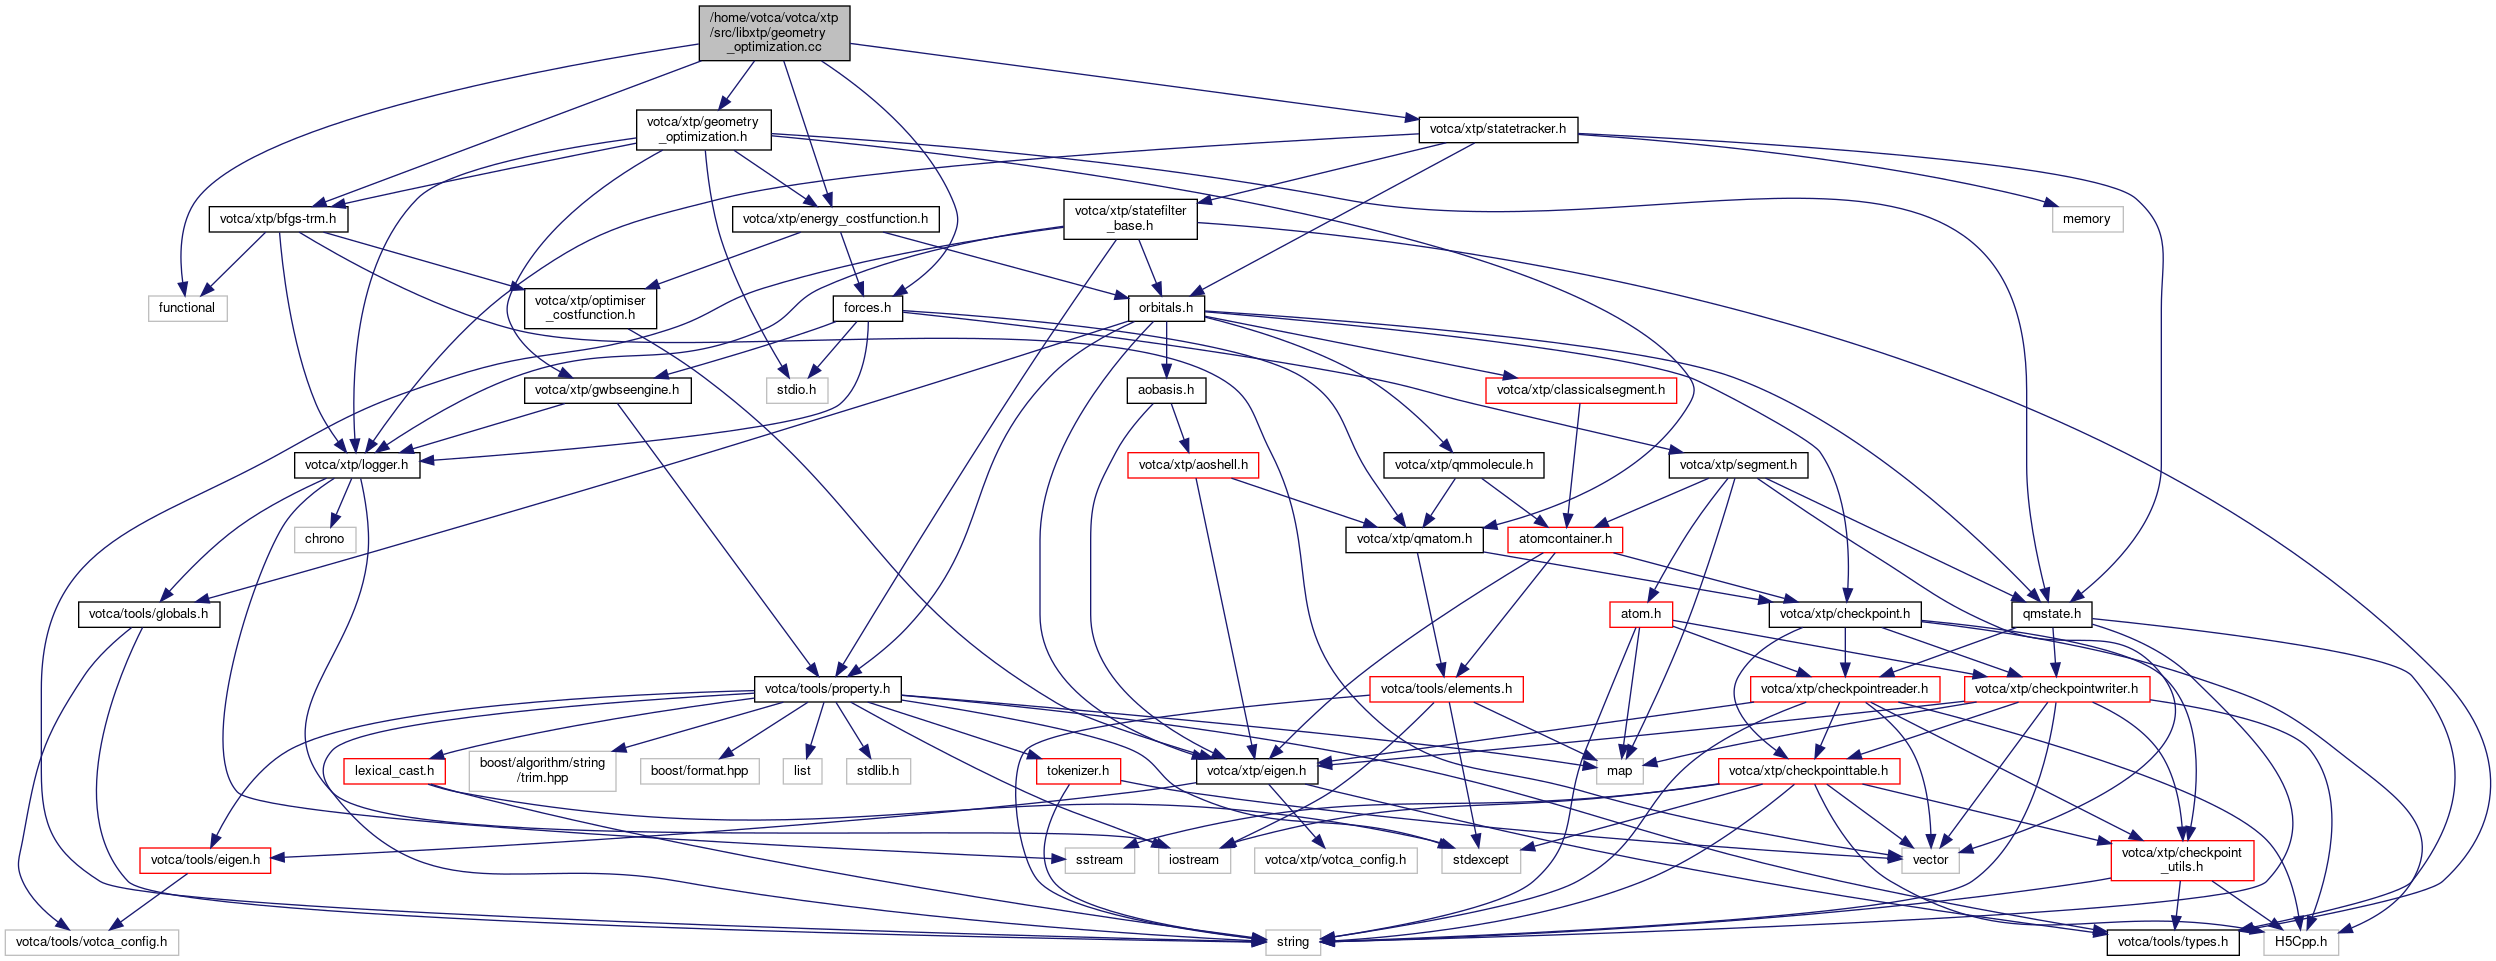 /home/votca/votca/xtp
/src/libxtp/geometry
_optimization.cc
votca/xtp/geometry
_optimization.h
votca/xtp/statetracker.h
votca/xtp/bfgs-trm.h
votca/xtp/energy_costfunction.h
votca/xtp/statefilter
_base.h
memory
functional
votca/xtp/optimiser
_costfunction.h
forces.h
orbitals.h
votca/xtp/gwbseengine.h
stdio.h
aobasis.h
votca/xtp/classicalsegment.h
votca/xtp/logger.h
votca/xtp/aoshell.h
votca/xtp/qmmolecule.h
votca/xtp/segment.h
chrono
votca/xtp/qmatom.h
atomcontainer.h
votca/tools/globals.h
atom.h
votca/xtp/checkpoint.h
qmstate.h
votca/tools/property.h
votca/tools/elements.h
votca/xtp/checkpointreader.h
votca/xtp/checkpointwriter.h
lexical_cast.h
boost/algorithm/string
/trim.hpp
boost/format.hpp
list
stdlib.h
tokenizer.h
votca/xtp/eigen.h
map
votca/xtp/checkpointtable.h
votca/tools/eigen.h
sstream
iostream
votca/xtp/votca_config.h
stdexcept
vector
votca/xtp/checkpoint
_utils.h
votca/tools/votca_config.h
string
votca/tools/types.h
H5Cpp.h